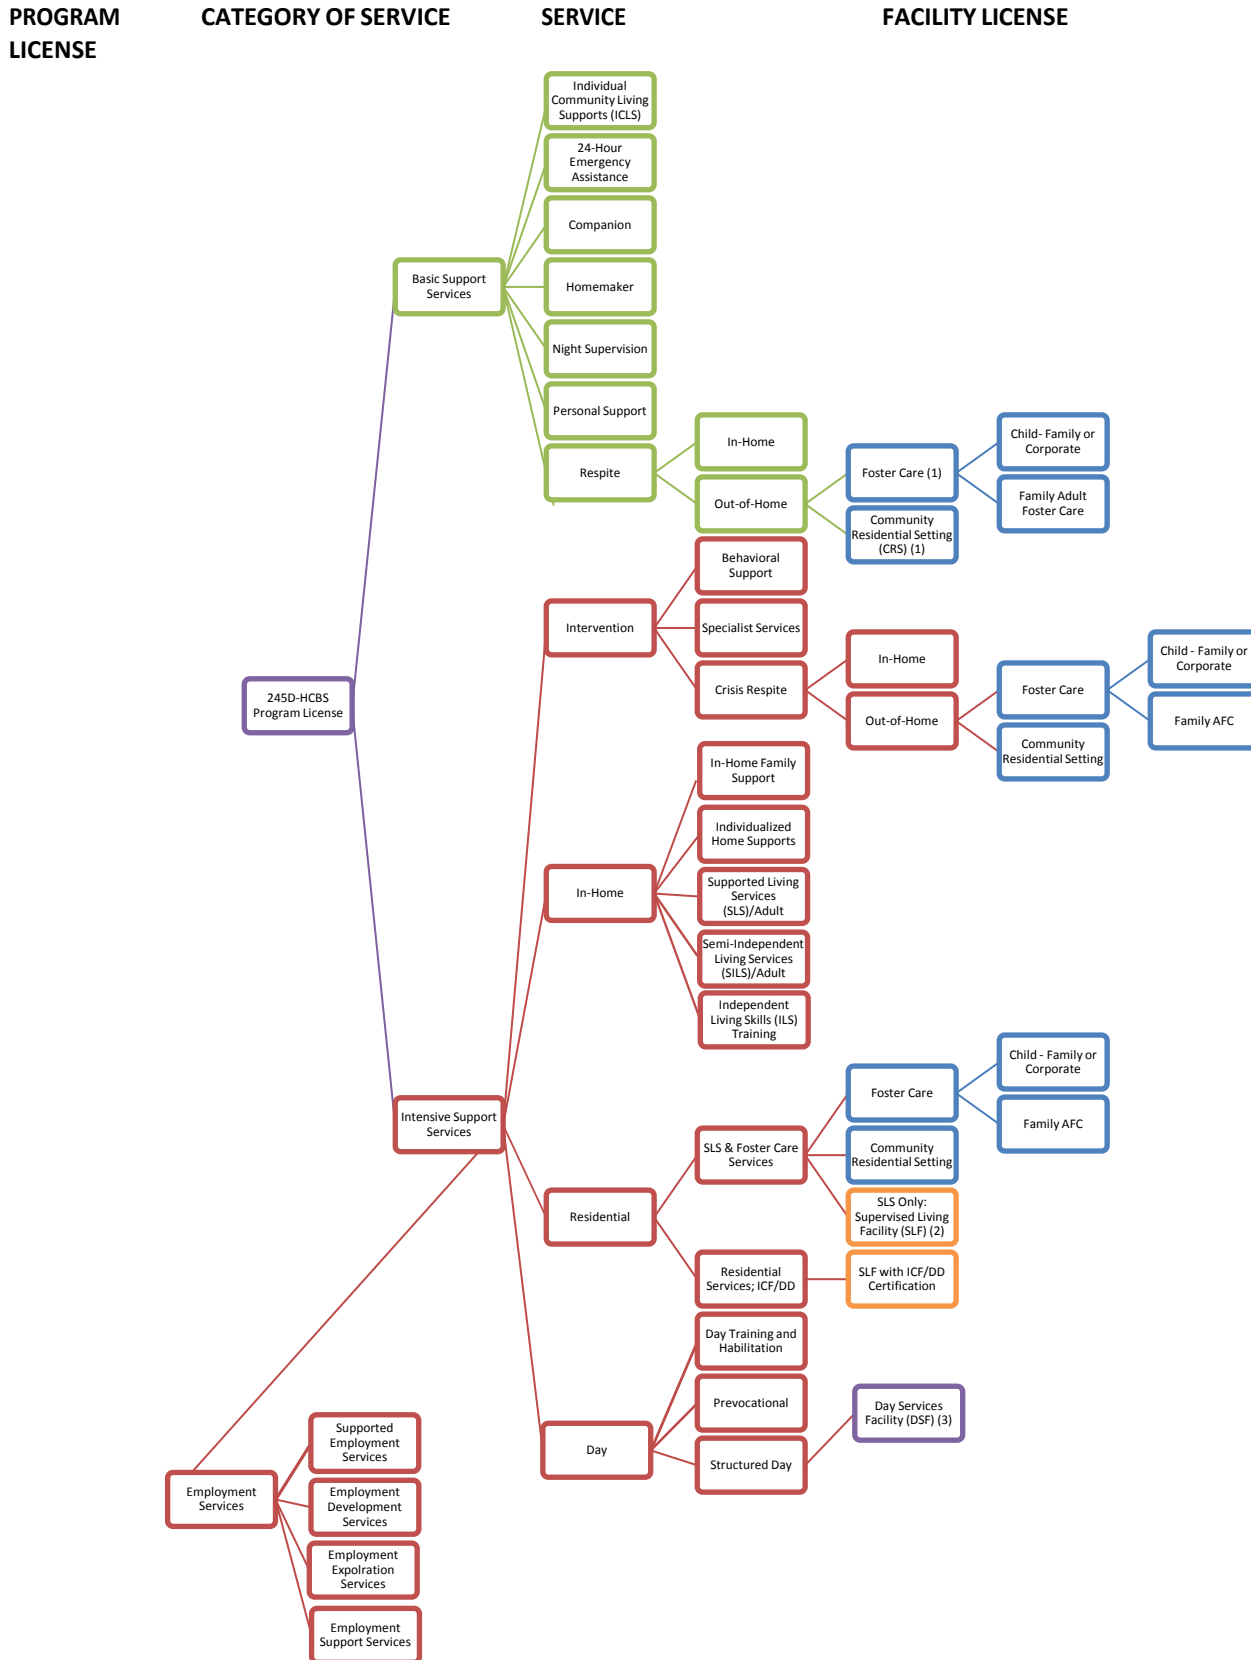 PROGRAM
LICENSE
CATEGORY OF SERVICE
SERVICE
FACILITY LICENSE
Individual
Community Living
Supports (ICLS)
24-Hour
Emergency
Assistance
Companion
Basic Support
Services
Homemaker
Night Supervision
Personal Support
Respite
In-Home
Out-of-Home
Foster Care (1)
Community
Residential Setting
(CRS) (1)
Child- Family or
Corporate
Family Adult
Foster Care
245D-HCBS
Program License
Intervention
Behavioral
Support
Specialist Services
Crisis Respite
In-Home
Out-of-Home
Foster Care
Community
Residential Setting
Child - Family or
Corporate
Family AFC
In-Home
In-Home Family
Support
Individualized
Home Supports
Supported Living
Services
(SLS)/Adult
Semi-Independent
Living Services
(SILS)/Adult
Independent
Living Skills (ILS)
Training
Intensive Support
Services
Residential
SLS & Foster Care
Services
Foster Care
Child - Family or
Corporate
Family AFC
Community
Residential Setting
SLS Only:
Supervised Living
Facility (SLF) (2)
Residential
Services; ICF/DD
SLF with ICF/DD
Certification
Day
Day Training and
Habilitation
Prevocational
Structured Day
Day Services
Facility (DSF) (3)
Employment
Services
Supported
Employment
Services
Employment
Development
Services
Employment
Expolration
Services
Employment
Support Services